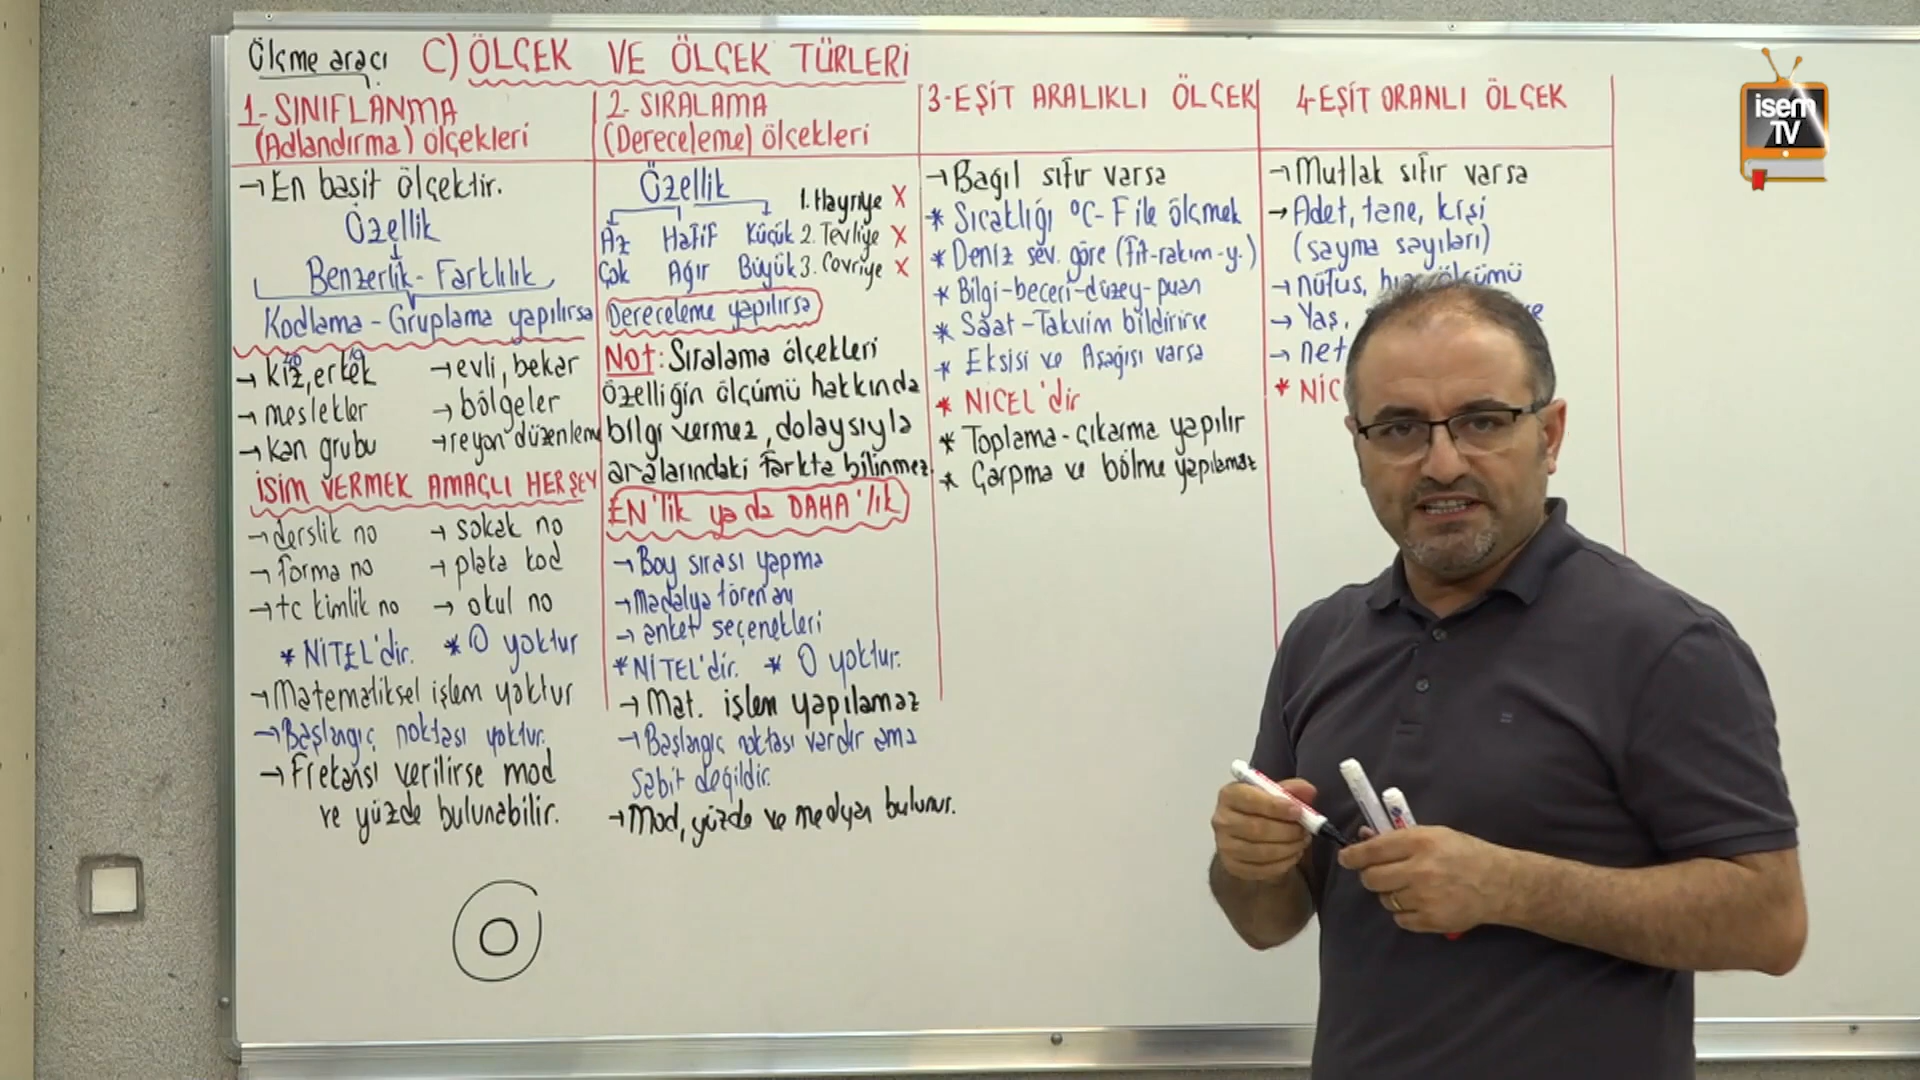 Ölçme aracı C) ÖLÇEK VE ÖLÇEK TÜRLERİ
1-SINIFLANMA
(Adlandırma) ölçekleri
→En basit ölçektir.
Özellik
Benzerlik - Farklılık
Kodlama - Gruplama yapılırsa
→ kız, erkek
→evli, bekar
→ meslekler
→ bölgeler
→ kan grubu
→reyon düzenleme
İSİM VERMEK AMAÇLI HER ŞEY
→derslik no
→ sokak no
→ forma no
→ plaka kod
→tc kimlik no
→ okul no
* NİTEL'dir.
* 0 yoktur
→Matematiksel işlem yoktur
→Başlangıç noktası yoktur.
→ Frekansı verilirse mod
ve yüzde bulunabilir.
2- SIRALAMA
(Dereceleme) ölçekleri
Özellik
Az Hafif Küçük
Çok Ağır Büyük
1. Hayriye X
2. Tevliye X
3. Cavriye X
Dereceleme yapılırsa
Not: Sıralama ölçekleri
özelliğin ölçümü hakkında
bilgi vermez, dolaysıyla
aralarındaki farkta bilinmez.
EN'lik ya da DAHA'lık
→Boy sırası yapma
→Madalya töreni
→ anket seçenekleri
*NİTEL'dir. * 0 yoktur.
→ Mat. işlem yapılamaz
→Başlangıç noktası vardır ama
sabit değildir.
→Mod, yüzde ve medyan bulunur.
3-EŞİT ARALIKLI ÖLÇEK
→Bağıl sıfır varsa
* Sıcaklığı °C-F ile ölçmek
* Deniz sev. göre (fit-rakım-y.)
* Bilgi-beceri-düzey-puan
* Saat-Takvim bildirirse
* Eksisi ve Aşağısı varsa
* NİCEL'dir
* Toplama-çıkarma yapılır
* Çarpma ve bölme yapılamaz
4-EŞİT ORANLI ÖLÇEK
→Mutlak sıfır varsa
→ Adet, tane, kişi
(sayma sayıları)
→ nüfus, hız ölçümü
→ Yaş,
→ net
* NİC
isem
TV